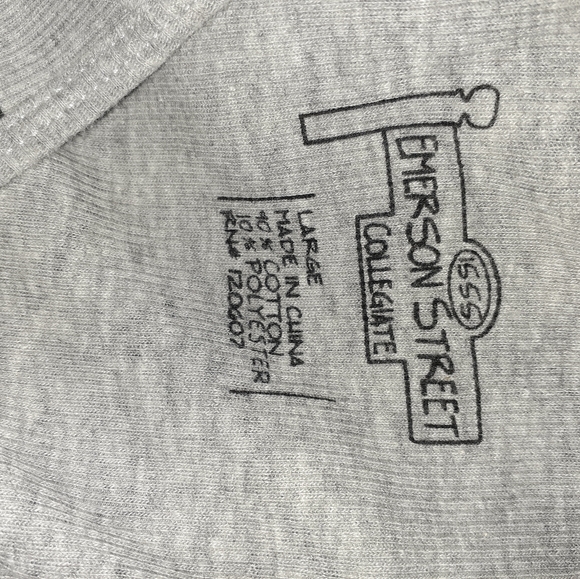 1555
EMERSON STREET
COLLEGIATE
LARGE
MADE IN CHINA
90% COTTON
10% POLYESTER
RN# 120607